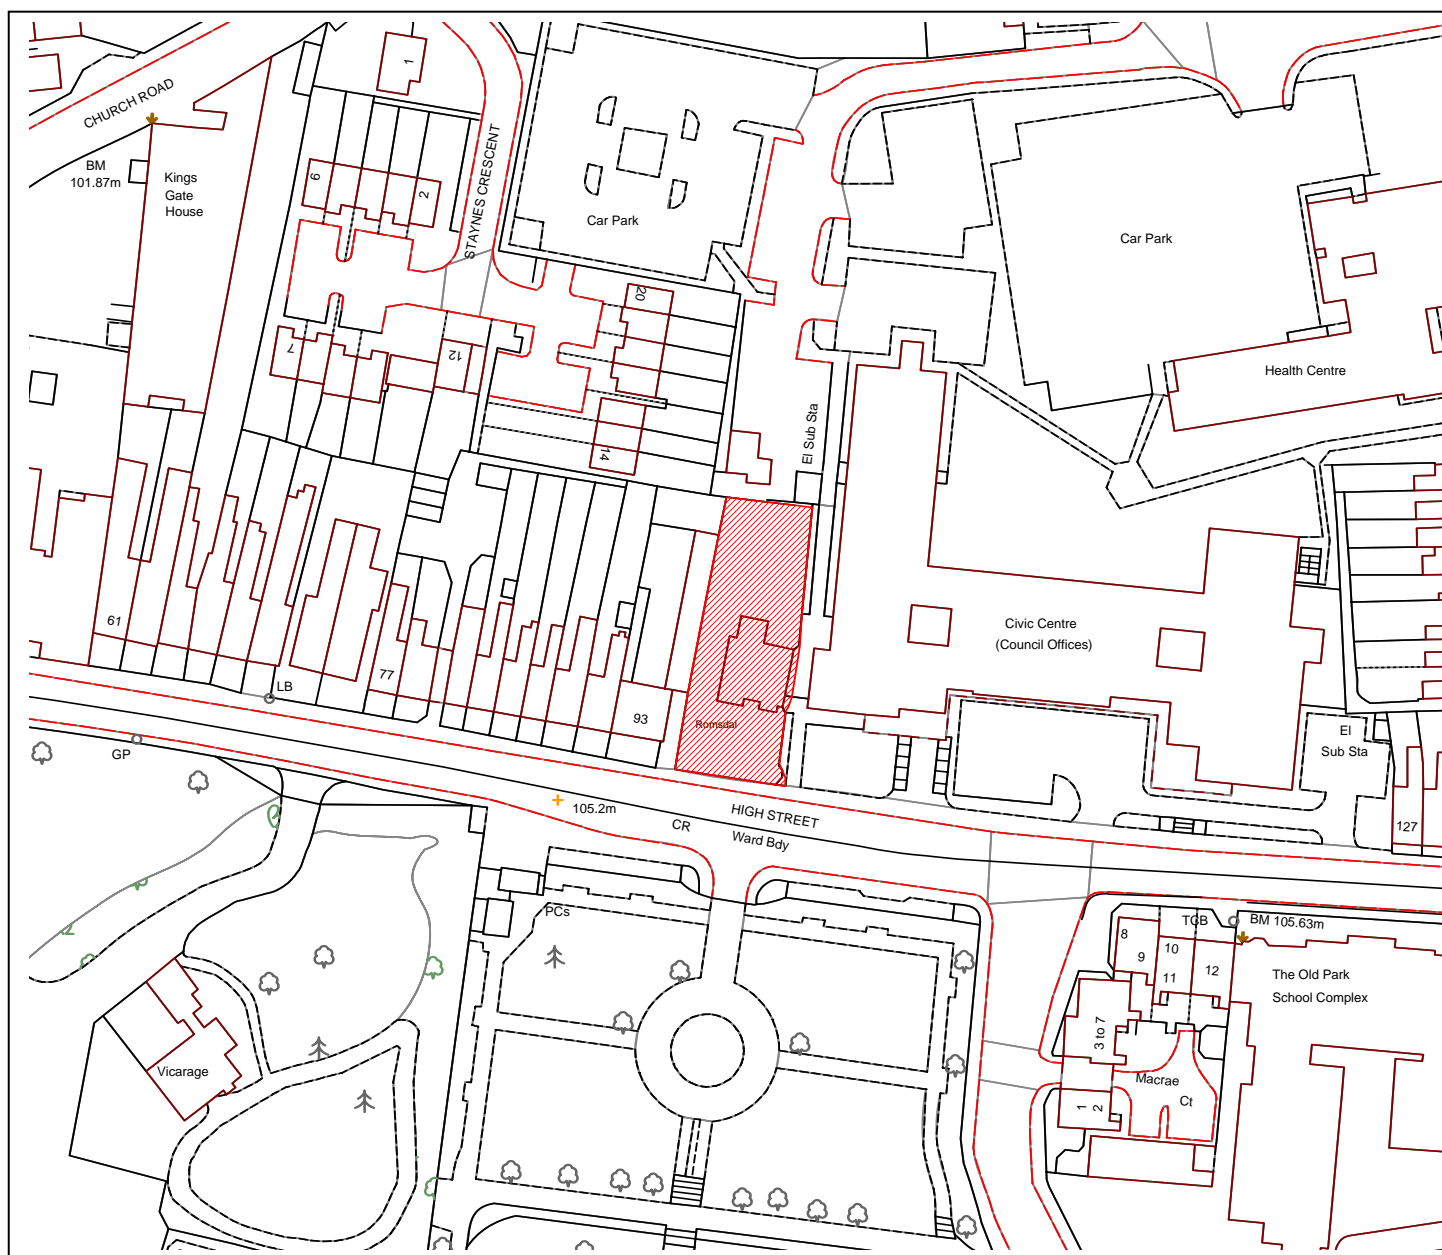 1
CHURCH ROAD
BM
101.87m
Kings
Gate
House
6
2
STAYNES CRESCENT
Car Park
Car Park
20
7
12
14
El Sub Sta
Health Centre
61
77
93
LB
GP
Romsdal
Civic Centre
(Council Offices)
El
Sub Sta
127
105.2m
HIGH STREET
CR
Ward Bdy
PCs
TCB
BM 105.63m
8
9
10
11
12
The Old Park
School Complex
3 to 7
Macrae
Ct
1
2
Vicarage